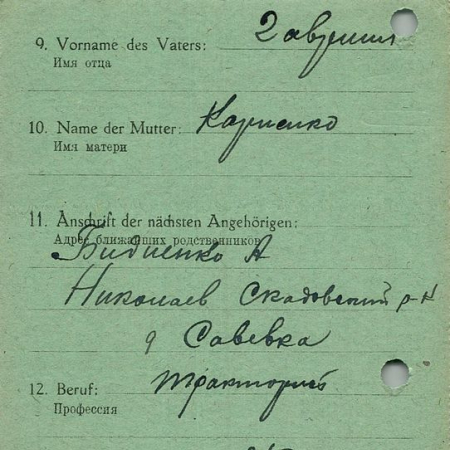 9. Vorname des Vaters: Гавриил
Имя отца
10. Name der Mutter: Карпенко
Имя матери
11. Anschrift der nächsten Angehörigen:
Адрес ближайших родственников
А
Николаев Скадовский р-н
д Савевка
12. Beruf: тракторист
Профессия